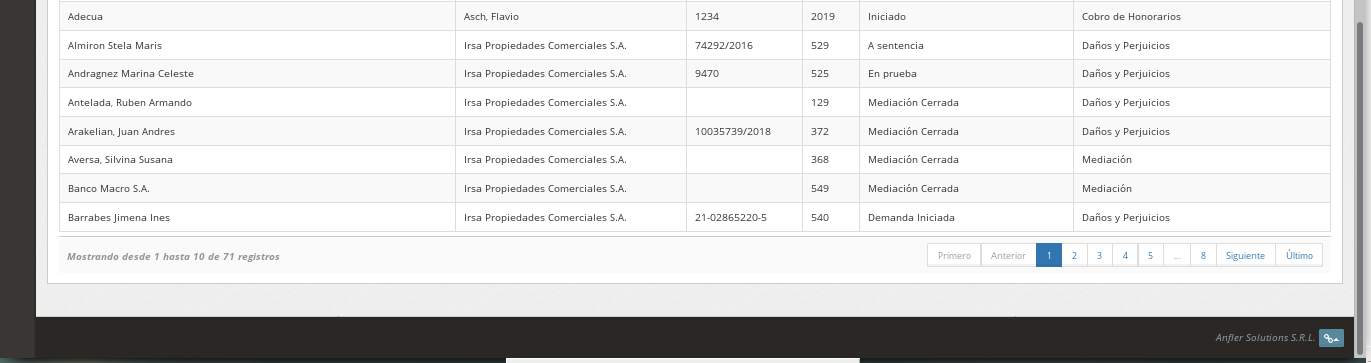 Adecua Asch, Flavio 1234 2019 Iniciado Cobro de Honorarios
Almiron Stela Maris Irsa Propiedades Comerciales S.A. 74292/2016 529 A sentencia Daños y Perjuicios
Andragnez Marina Celeste Irsa Propiedades Comerciales S.A. 9470 525 En prueba Daños y Perjuicios
Antelada, Ruben Armando Irsa Propiedades Comerciales S.A. 129 Mediación Cerrada Daños y Perjuicios
Arakelian, Juan Andres Irsa Propiedades Comerciales S.A. 10035739/2018 372 Mediación Cerrada Daños y Perjuicios
Aversa, Silvina Susana Irsa Propiedades Comerciales S.A. 368 Mediación Cerrada Mediación
Banco Macro S.A. Irsa Propiedades Comerciales S.A. 549 Mediación Cerrada Mediación
Barrabes Jimena Ines Irsa Propiedades Comerciales S.A. 21-02865220-5 540 Demanda Iniciada Daños y Perjuicios
Mostrando desde 1 hasta 10 de 71 registros Primero Anterior 1 2 3 4 5 ... 8 Siguiente Último
Anfler Solutions S.R.L.